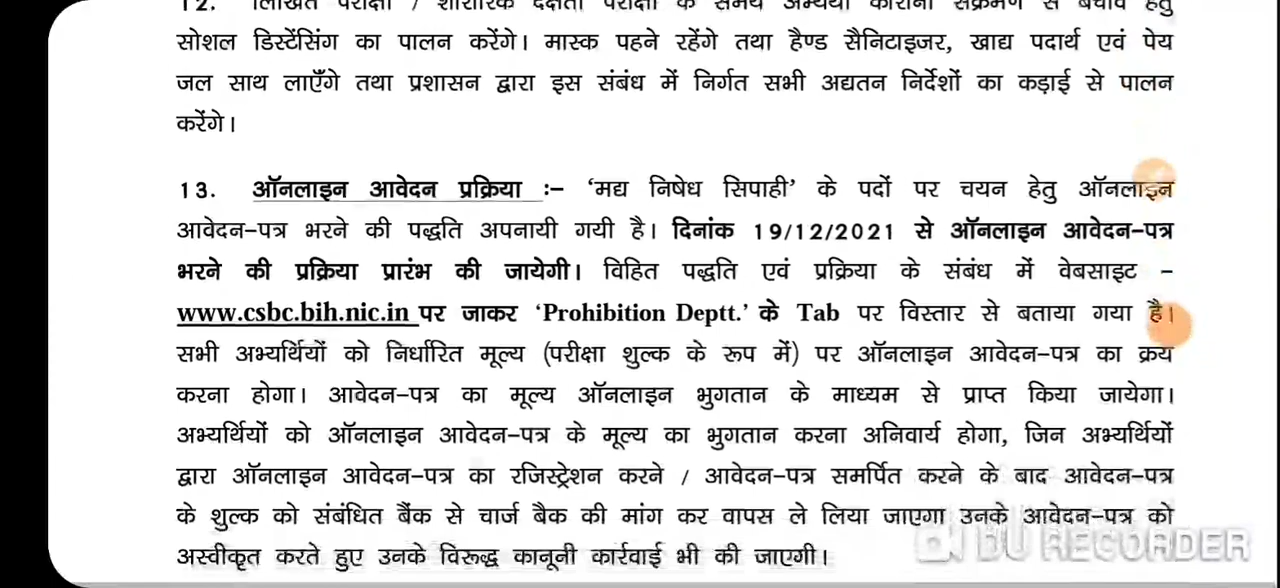 12. लिखित परीक्षा / शारीरिक दक्षता परीक्षा के समय अभ्यर्थी कोरोना संक्रमण से बचाव हेतु
सोशल डिस्टेंसिंग का पालन करेंगे। मास्क पहने रहेंगे तथा हैण्ड सैनिटाइजर, खाद्य पदार्थ एवं पेय
जल साथ लाएँगे तथा प्रशासन द्वारा इस संबंध में निर्गत सभी अद्यतन निर्देशों का कड़ाई से पालन
करेंगे।
13. ऑनलाइन आवेदन प्रक्रिया :– ‘मद्य निषेध सिपाही’ के पदों पर चयन हेतु ऑनलाइन
आवेदन–पत्र भरने की पद्धति अपनायी गयी है। दिनांक 19/12/2021 से ऑनलाइन आवेदन–पत्र
भरने की प्रक्रिया प्रारंभ की जायेगी। विहित पद्धति एवं प्रक्रिया के संबंध में वेबसाइट –
www.csbc.bih.nic.in पर जाकर ‘Prohibition Deptt.’ के Tab पर विस्तार से बताया गया है।
सभी अभ्यर्थियों को निर्धारित मूल्य (परीक्षा शुल्क के रूप में) पर ऑनलाइन आवेदन–पत्र का क्रय
करना होगा। आवेदन–पत्र का मूल्य ऑनलाइन भुगतान के माध्यम से प्राप्त किया जायेगा।
अभ्यर्थियों को ऑनलाइन आवेदन–पत्र के मूल्य का भुगतान करना अनिवार्य होगा, जिन अभ्यर्थियों
द्वारा ऑनलाइन आवेदन–पत्र का रजिस्ट्रेशन करने / आवेदन–पत्र समर्पित करने के बाद आवेदन–पत्र
के शुल्क को संबंधित बैंक से चार्ज बैक की मांग कर वापस ले लिया जाएगा उनके आवेदन–पत्र को
अस्वीकृत करते हुए उनके विरूद्ध कानूनी कार्रवाई भी की जाएगी।
DU RECORDER